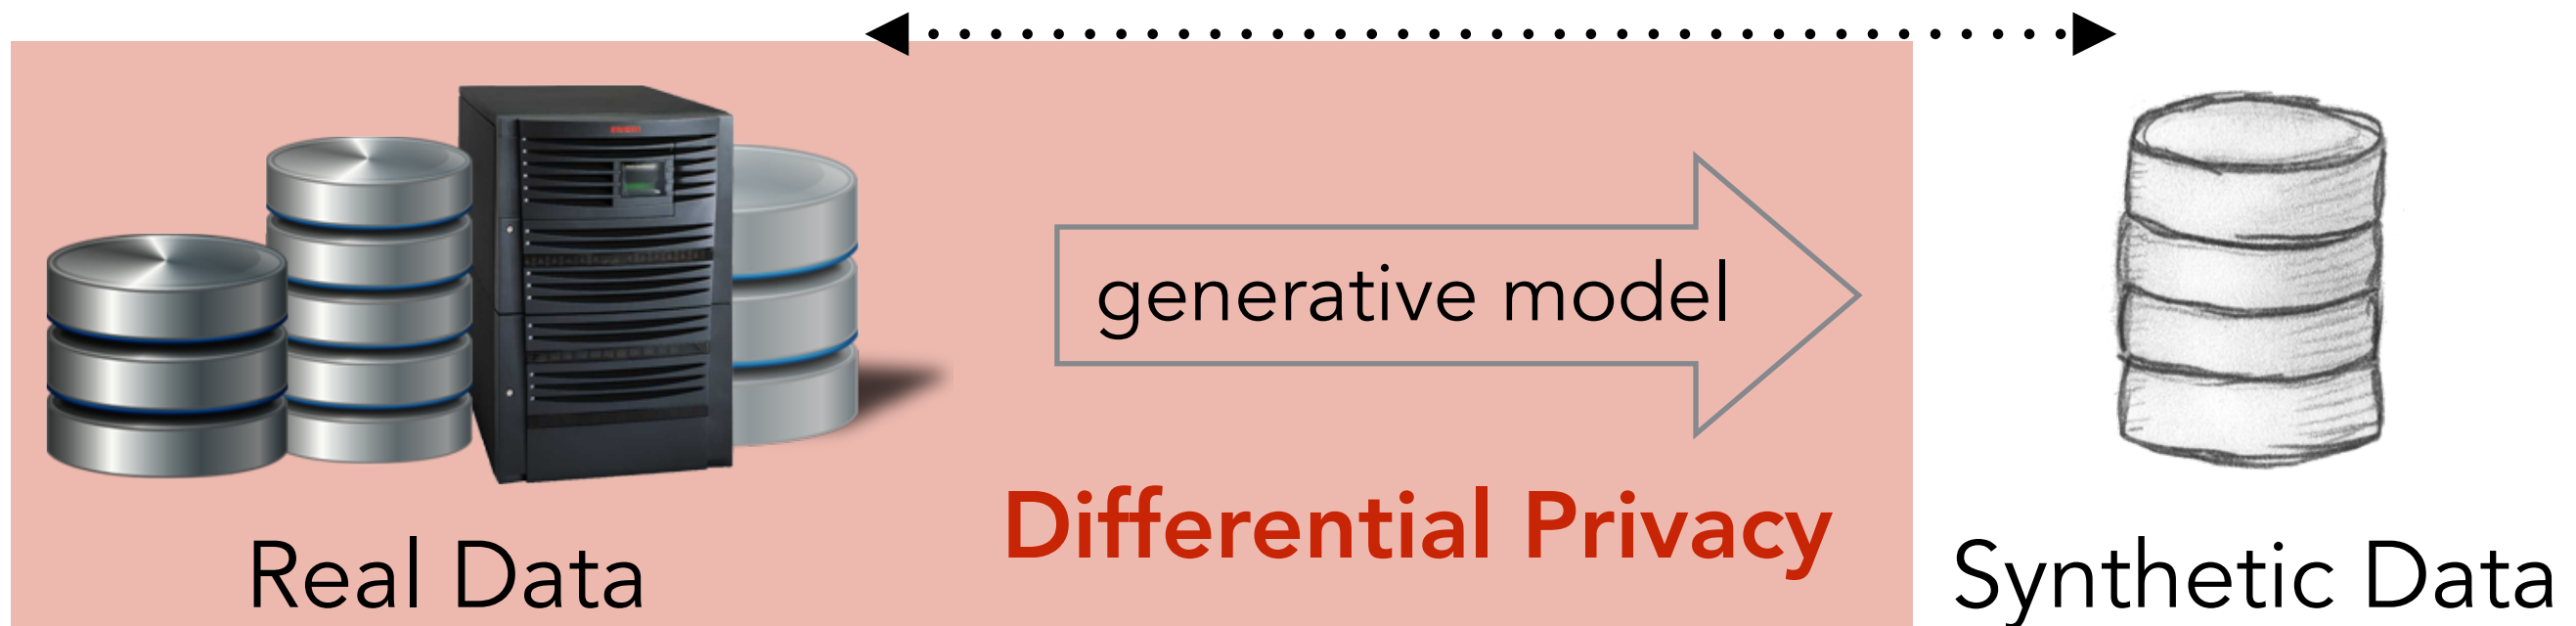 generative model
Differential Privacy
Real Data
Synthetic Data